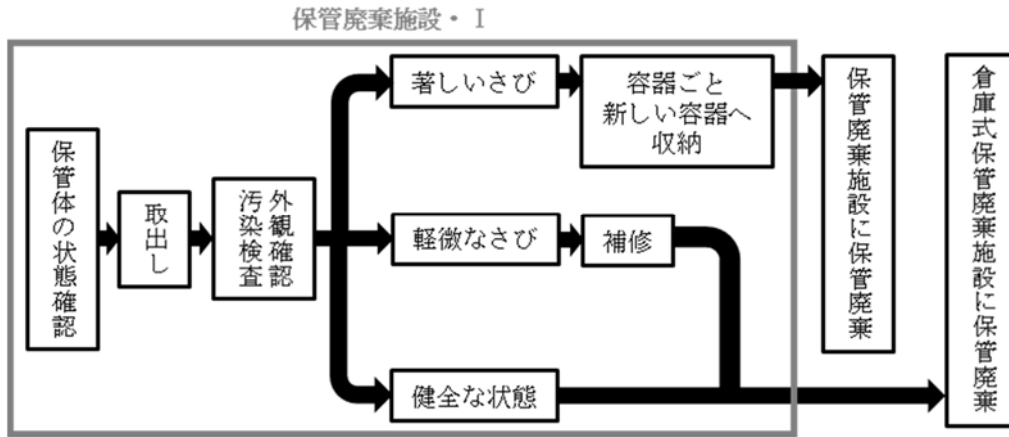 保管廃棄施設・Ⅰ
保管体の状態確認
取出し
外観確認
汚染検査
著しいさび
容器ごと
新しい容器へ
収納
軽微なさび
補修
健全な状態
保管廃棄施設に保管廃棄
倉庫式保管廃棄施設に保管廃棄